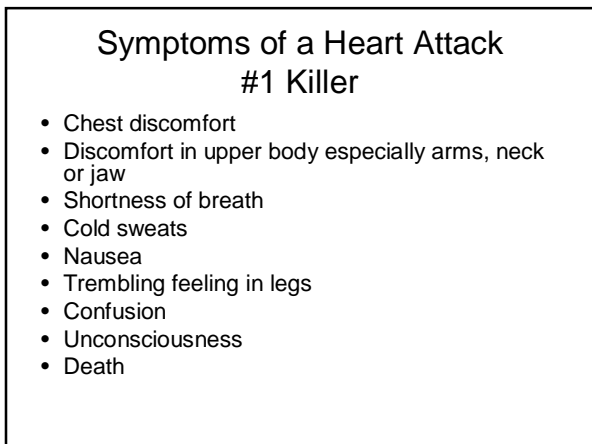 Symptoms of a Heart Attack
#1 Killer
• Chest discomfort
• Discomfort in upper body especially arms, neck
or jaw
• Shortness of breath
• Cold sweats
• Nausea
• Trembling feeling in legs
• Confusion
• Unconsciousness
• Death